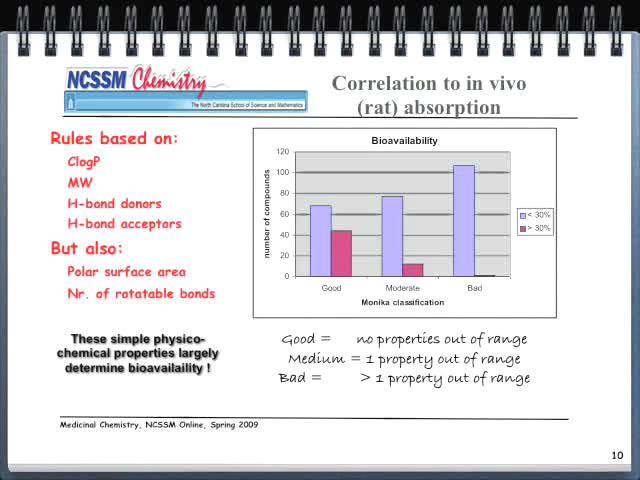 NCSSM Chemistry
The North Carolina School of Science and Mathematics
Correlation to in vivo
(rat) absorption
Rules based on:
ClogP
MW
H-bond donors
H-bond acceptors
But also:
Polar surface area
Nr. of rotatable bonds
These simple physico-
chemical properties largely
determine bioavailaility !
Bioavailability
number of compounds
120
100
80
60
40
20
0
Good Moderate Bad
Monika classification
< 30%
> 30%
Good = no properties out of range
Medium = 1 property out of range
Bad = > 1 property out of range
Medicinal Chemistry, NCSSM Online, Spring 2009
10